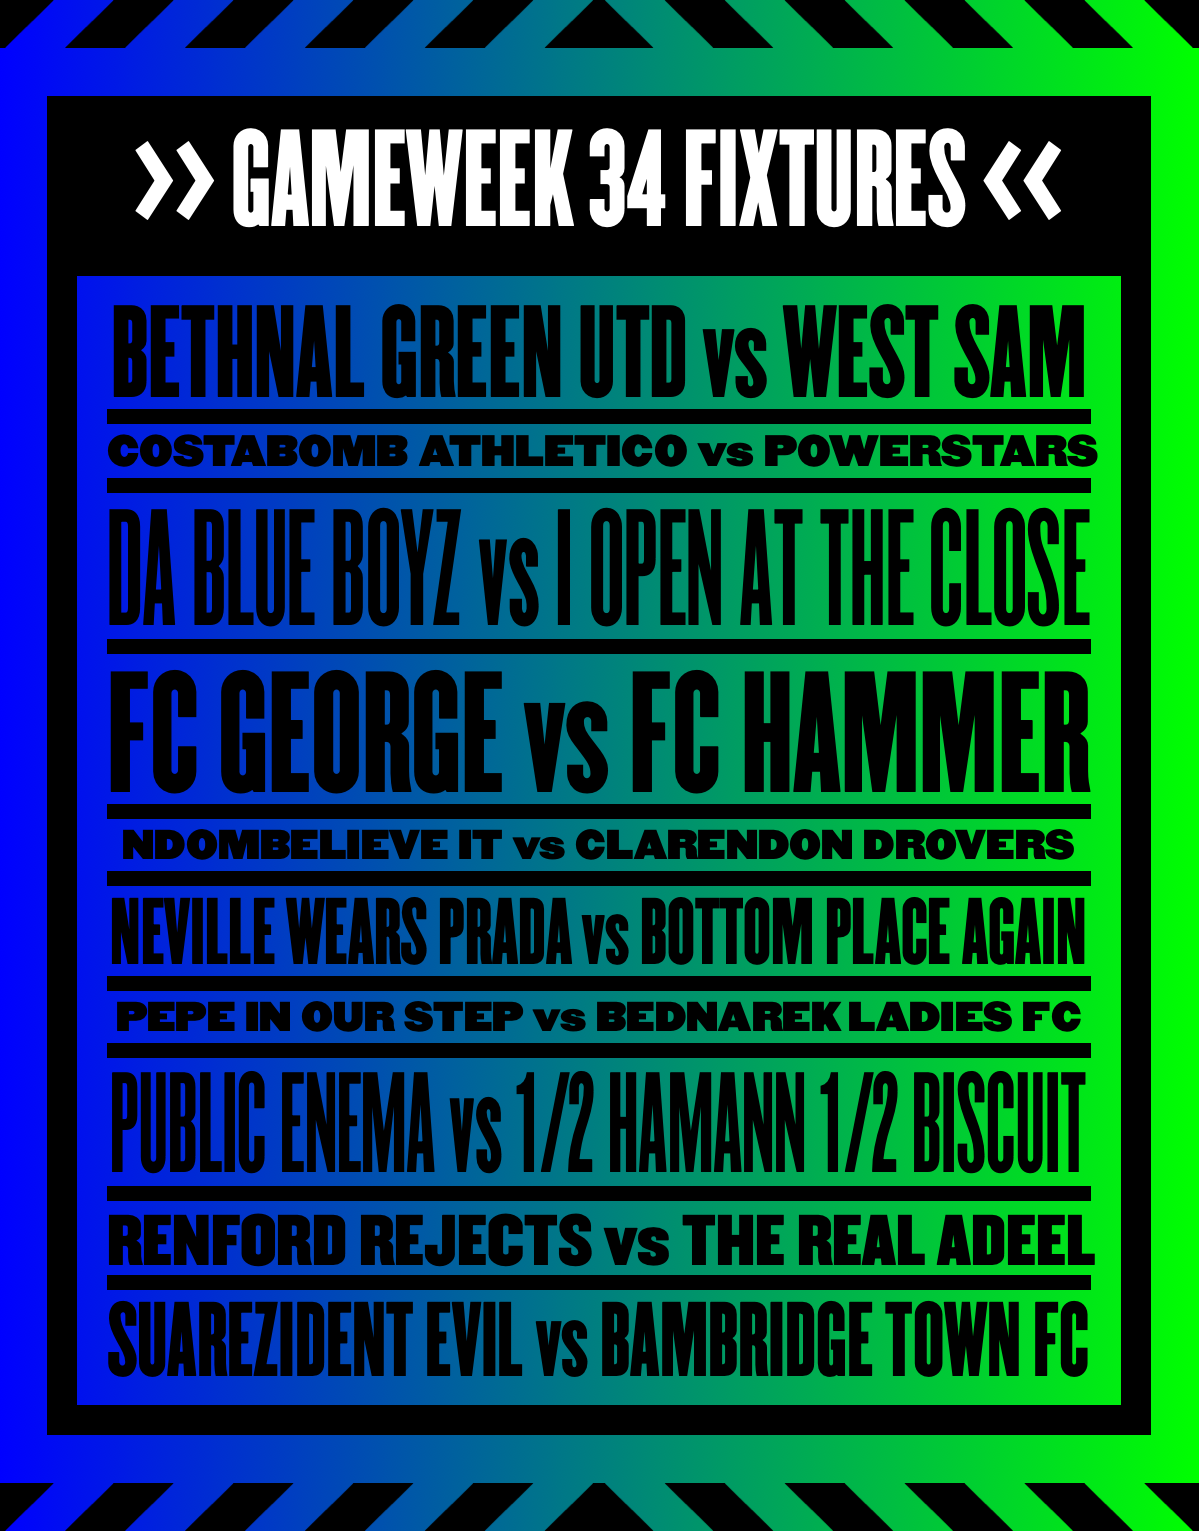 >> GAMEWEEK 34 FIXTURES <<
BETHNAL GREEN UTD vs WEST SAM
COSTABOMB ATHLETICO vs POWERSTARS
DA BLUE BOYZ vs I OPEN AT THE CLOSE
FC GEORGE vs FC HAMMER
NDOMBELIEVE IT vs CLARENDON DROVERS
NEVILLE WEARS PRADA vs BOTTOM PLACE AGAIN
PEPE IN OUR STEP vs BEDNAREK LADIES FC
PUBLIC ENEMA vs 1/2 HAMANN 1/2 BISCUIT
RENFORD REJECTS vs THE REAL ADEEL
SUAREZIDENT EVIL vs BAMBRIDGE TOWN FC